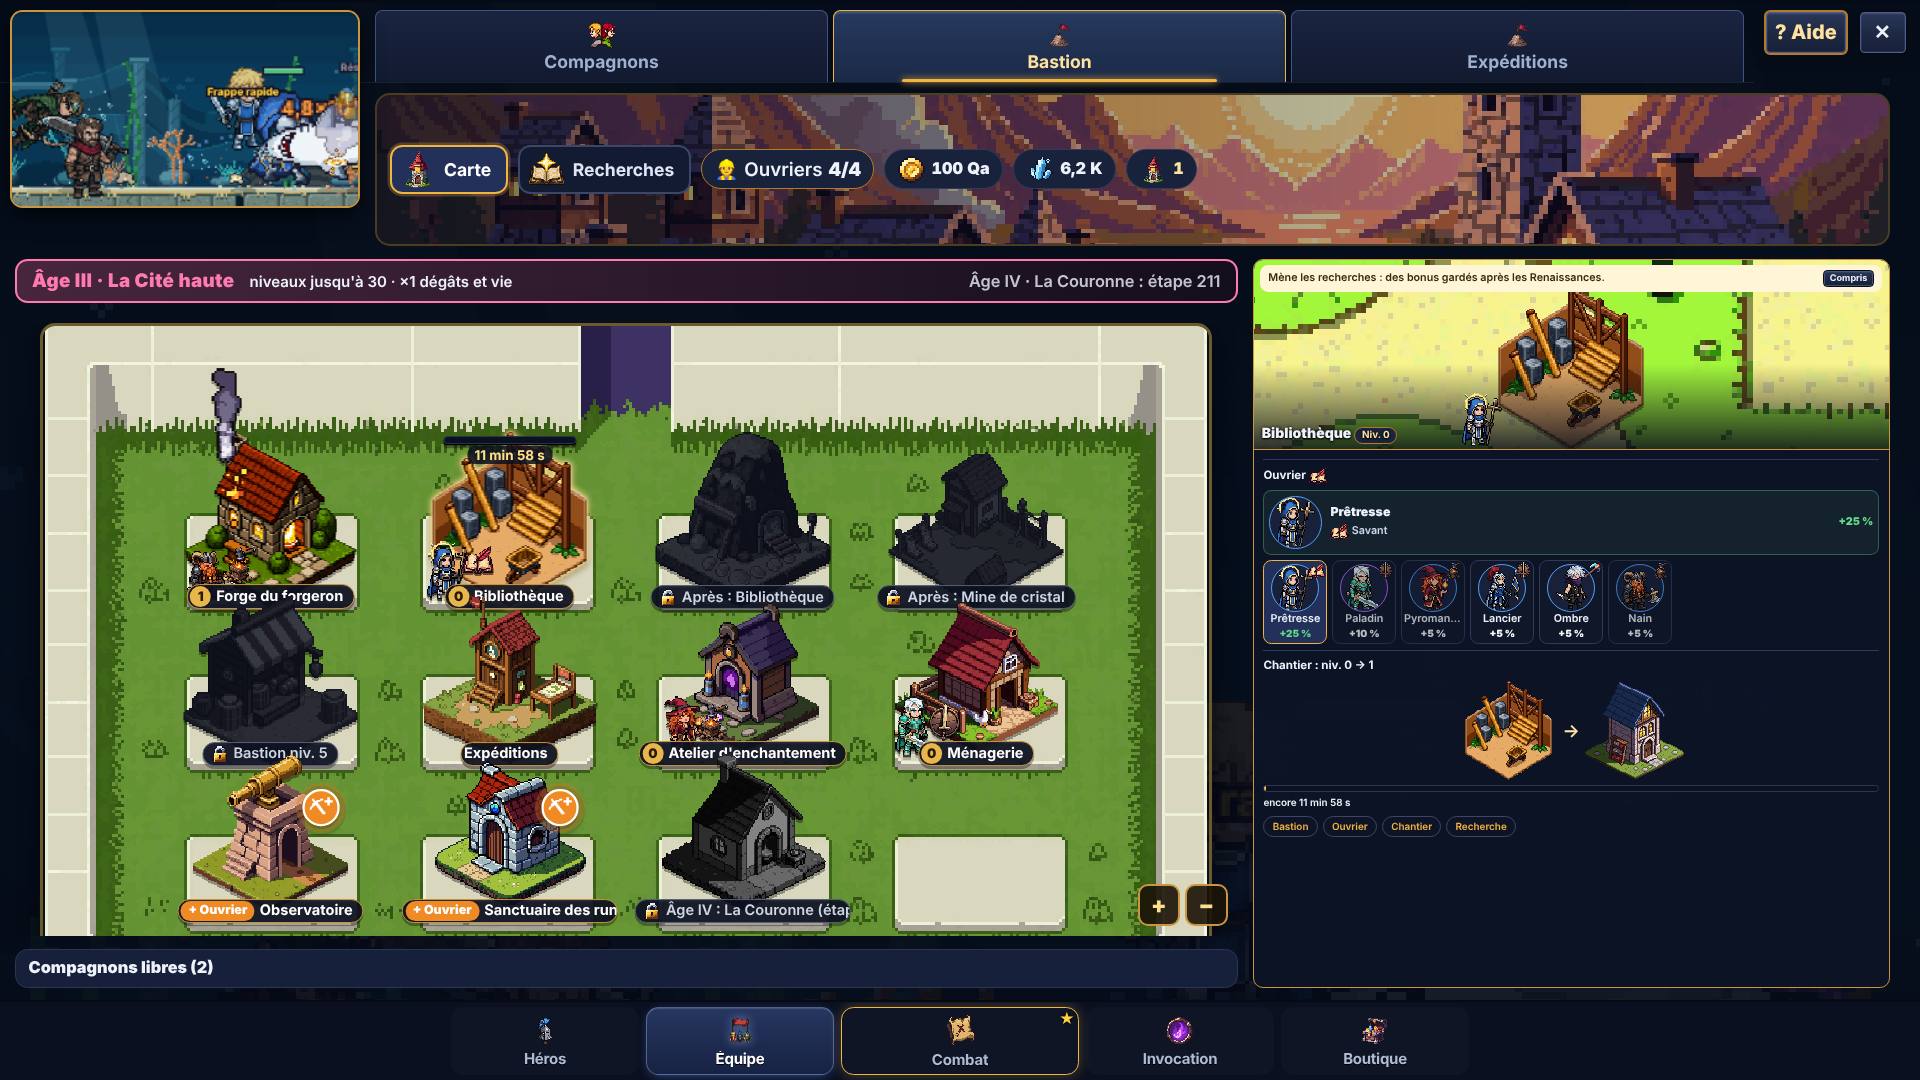 Frappe rapide
Rés
Compagnons
Bastion
Expéditions
? Aide
Carte
Recherches
Ouvriers 4/4
100 Qa
6,2 K
1
Âge III · La Cité haute
niveaux jusqu'à 30 · ×1 dégâts et vie
Âge IV · La Couronne : étape 211
11 min 58 s
1 Forge du forgeron
0 Bibliothèque
Après : Bibliothèque
Après : Mine de cristal
Bastion niv. 5
Expéditions
0 Atelier d'enchantement
0 Ménagerie
+ Ouvrier Observatoire
+ Ouvrier Sanctuaire des run
Âge IV : La Couronne (étap
+
−
Compagnons libres (2)
Mène les recherches : des bonus gardés après les Renaissances.
Compris
Bibliothèque Niv. 0
Ouvrier
Prêtresse
Savant
+25 %
Prêtresse
+25 %
Paladin
+10 %
Pyroman...
+5 %
Lancier
+5 %
Ombre
+5 %
Nain
+5 %
Chantier : niv. 0 → 1
encore 11 min 58 s
Bastion
Ouvrier
Chantier
Recherche
Héros
Équipe
Combat
Invocation
Boutique